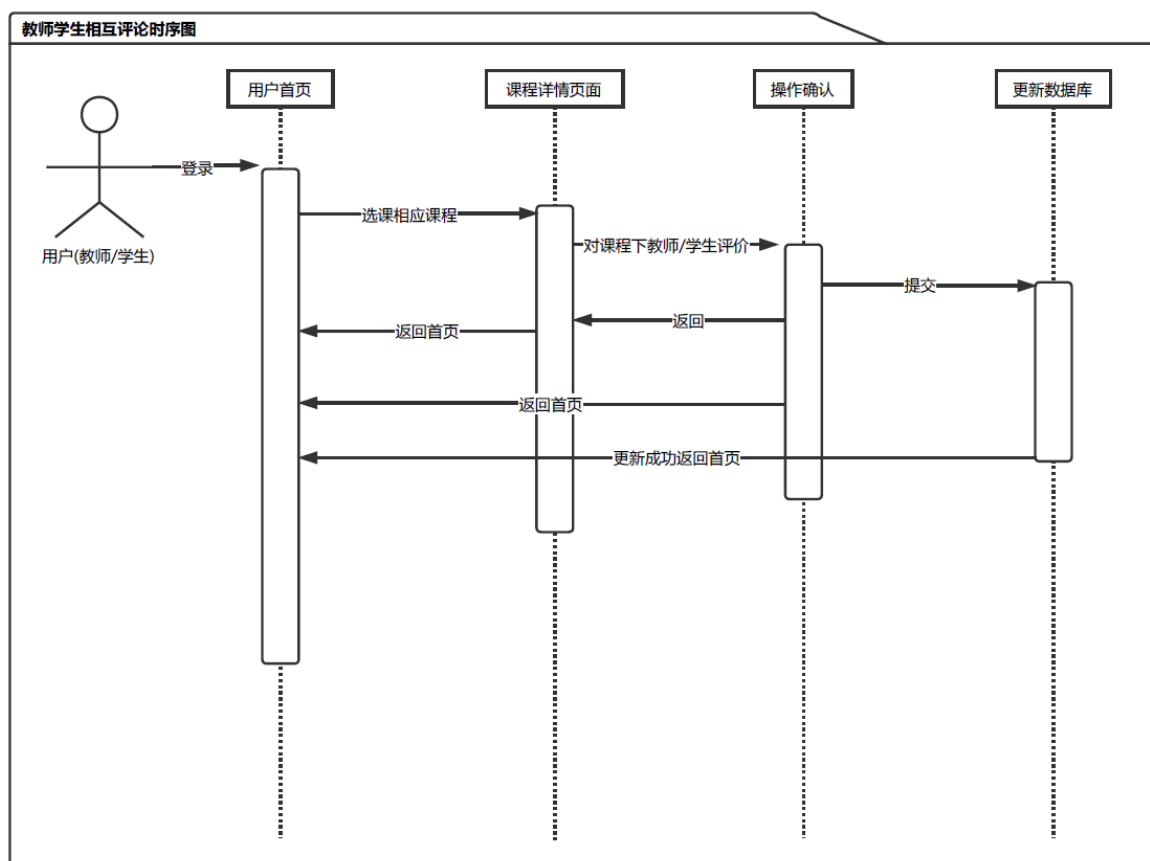 教师学生相互评论时序图
用户首页
课程详情页面
操作确认
更新数据库
登录
选课相应课程
对课程下教师/学生评价
用户(教师/学生)
提交
返回
返回首页
返回首页
更新成功返回首页